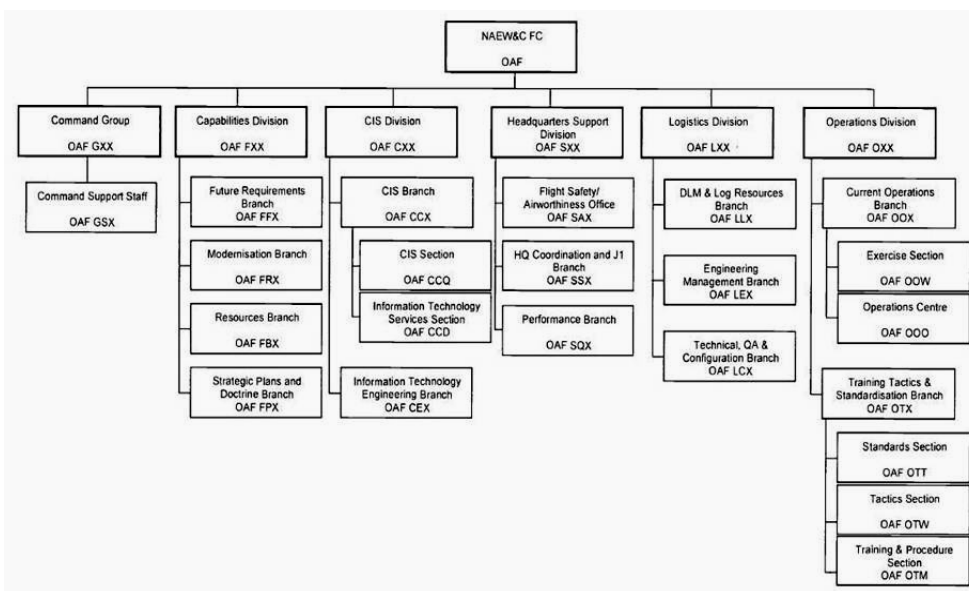 NAEW&C FC
OAF
Command Group
OAF GXX
Command Support Staff
OAF GSX
Capabilities Division
OAF FXX
Future Requirements
Branch
OAF FFX
Modernisation Branch
OAF FRX
Resources Branch
OAF FBX
Strategic Plans and
Doctrine Branch
OAF FPX
CIS Division
OAF CXX
CIS Branch
OAF CCX
CIS Section
OAF CCQ
Information Technology
Services Section
OAF CCD
Information Technology
Engineering Branch
OAF CEX
Headquarters Support
Division
OAF SXX
Flight Safety/
Airworthiness Office
OAF SAX
HQ Coordination and J1
Branch
OAF SSX
Performance Branch
OAF SQX
Logistics Division
OAF LXX
DLM & Log Resources
Branch
OAF LLX
Engineering
Management Branch
OAF LEX
Technical, QA &
Configuration Branch
OAF LCX
Operations Division
OAF OXX
Current Operations
Branch
OAF OOX
Exercise Section
OAF OOW
Operations Centre
OAF OOO
Training Tactics &
Standardisation Branch
OAF OTX
Standards Section
OAF OTT
Tactics Section
OAF OTW
Training & Procedure
Section
OAF OTM